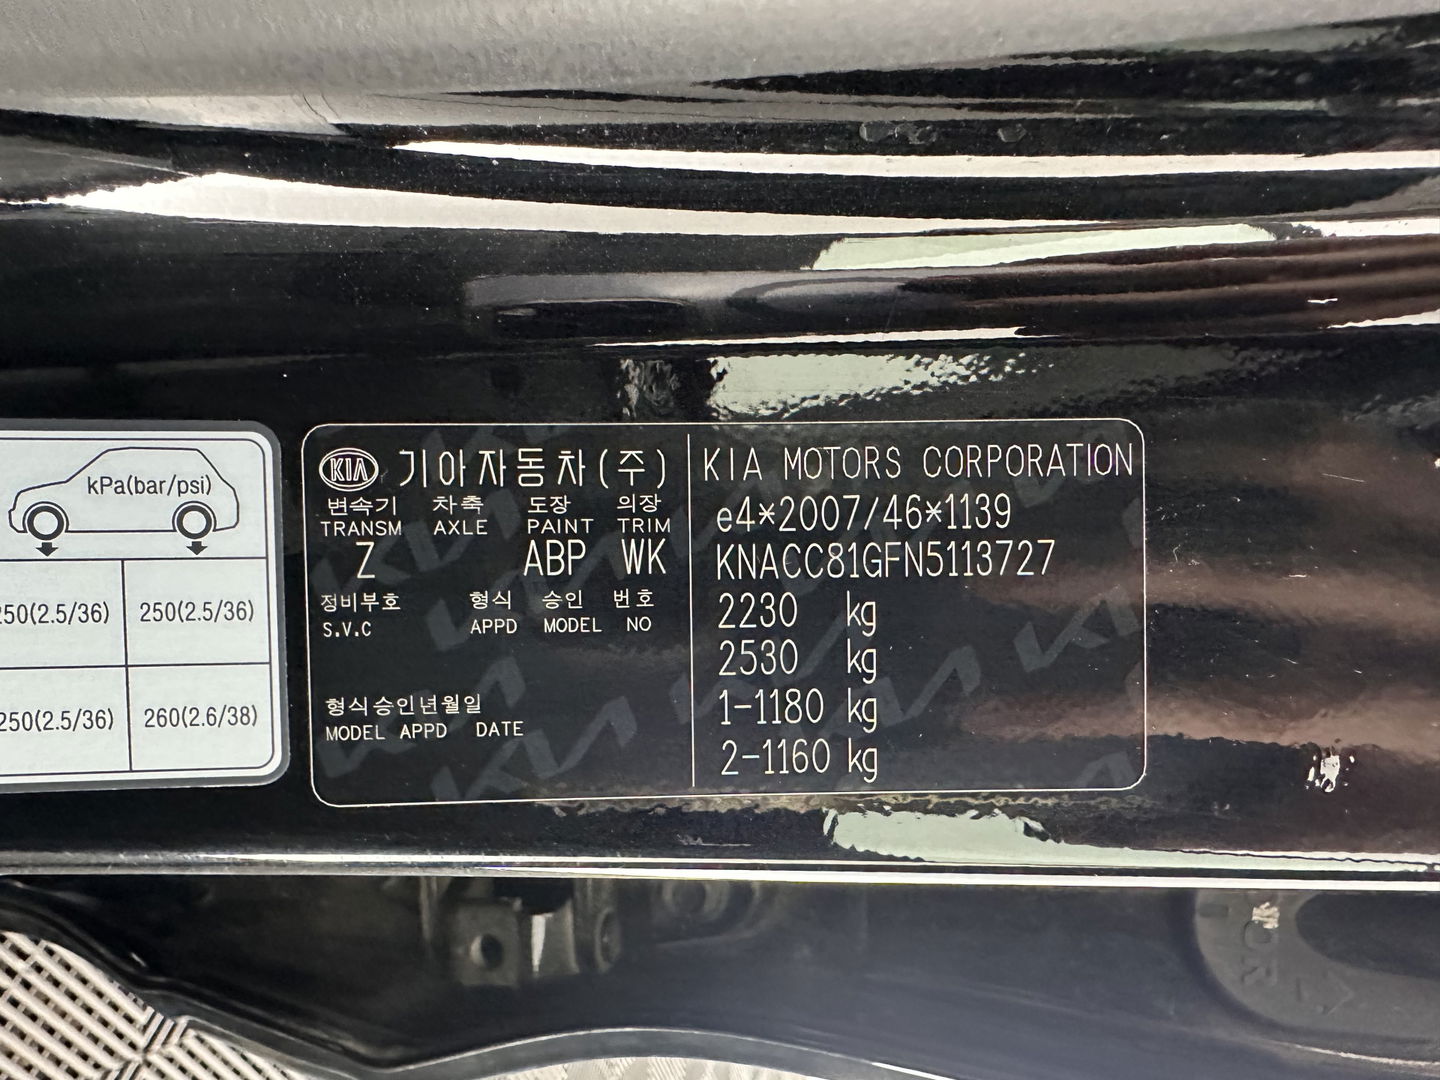 kPa(bar/psi)
250(2.5/36) 250(2.5/36)
250(2.5/36) 260(2.6/38)
KIA 기아자동차(주)
변속기 차축 도장 의장
TRANSM AXLE PAINT TRIM
Z ABP WK
정비부호 형식 승인 번호
S.V.C APPD MODEL NO
형식승인년월일
MODEL APPD DATE
KIA MOTORS CORPORATION
e4*2007/46*1139
KNACC81GFN5113727
2230 kg
2530 kg
1-1180 kg
2-1160 kg